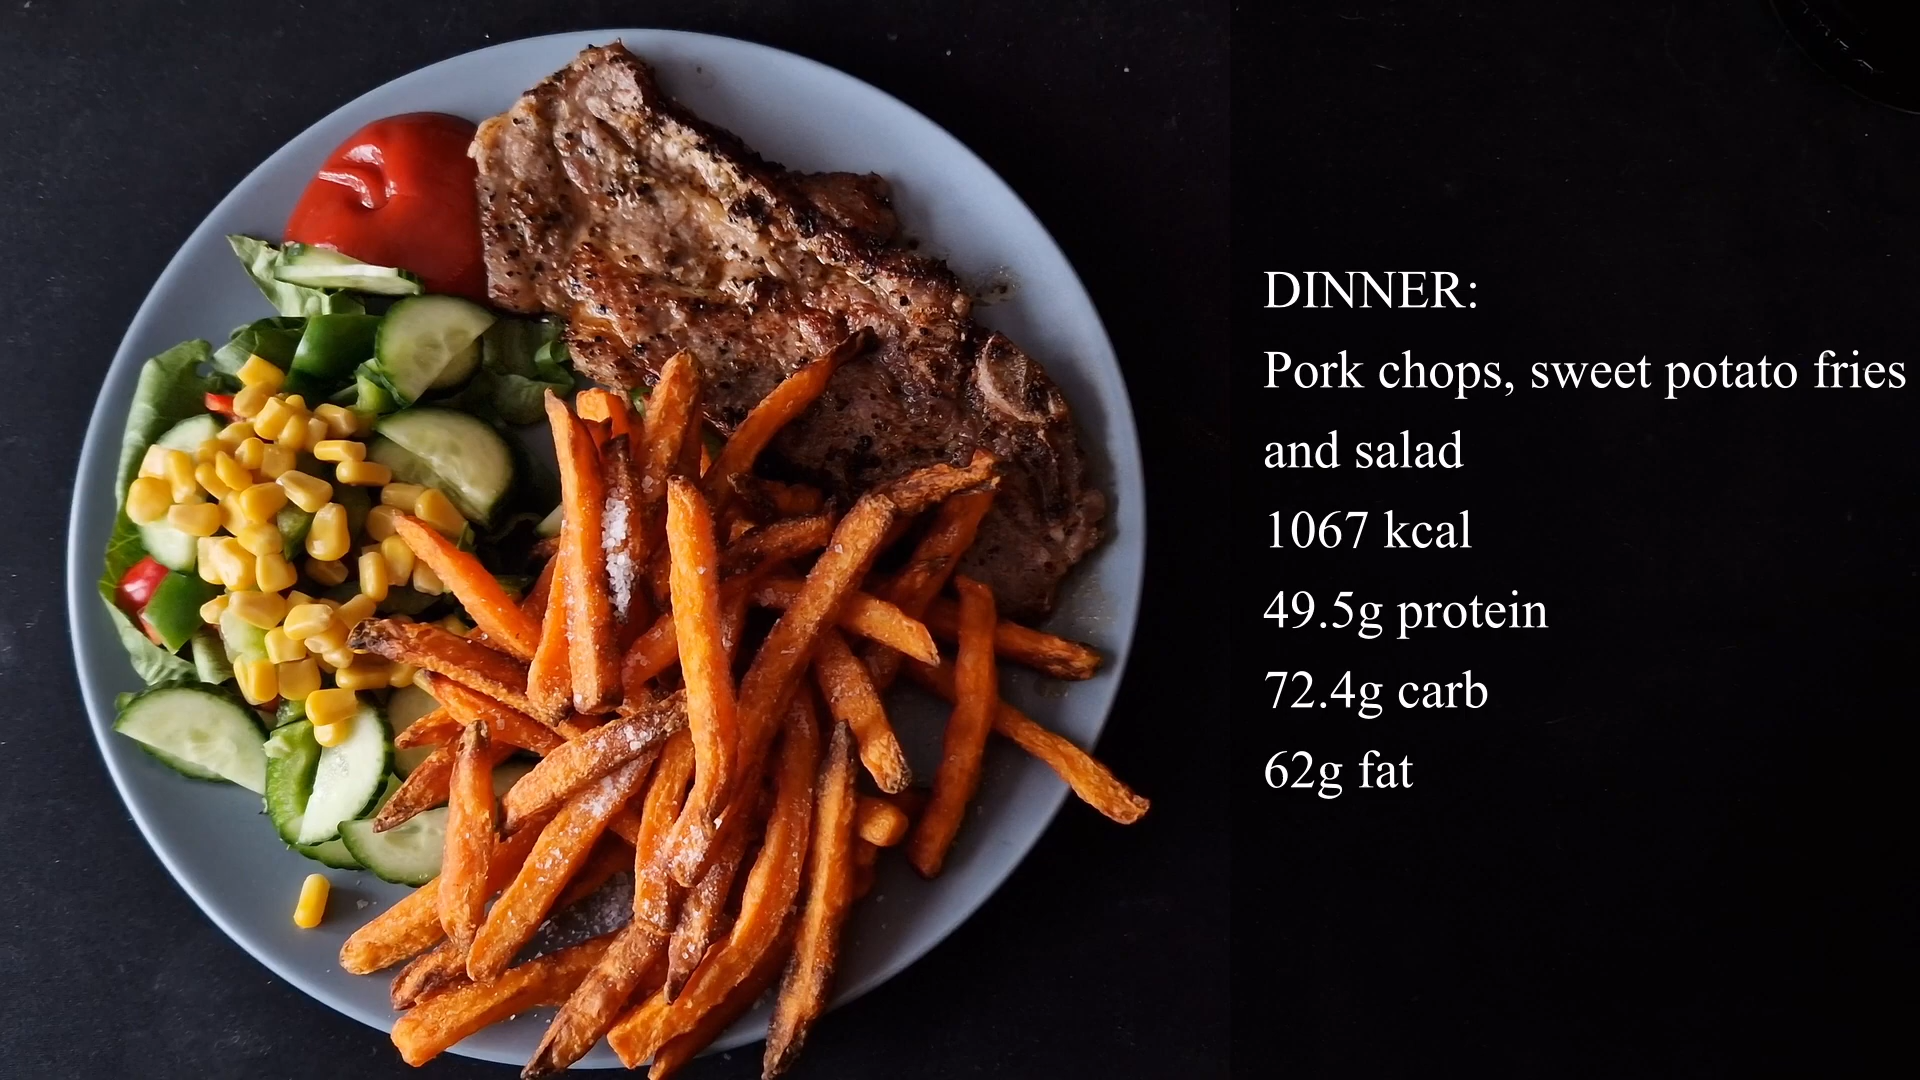 DINNER:
Pork chops, sweet potato fries
and salad
1067 kcal
49.5g protein
72.4g carb
62g fat